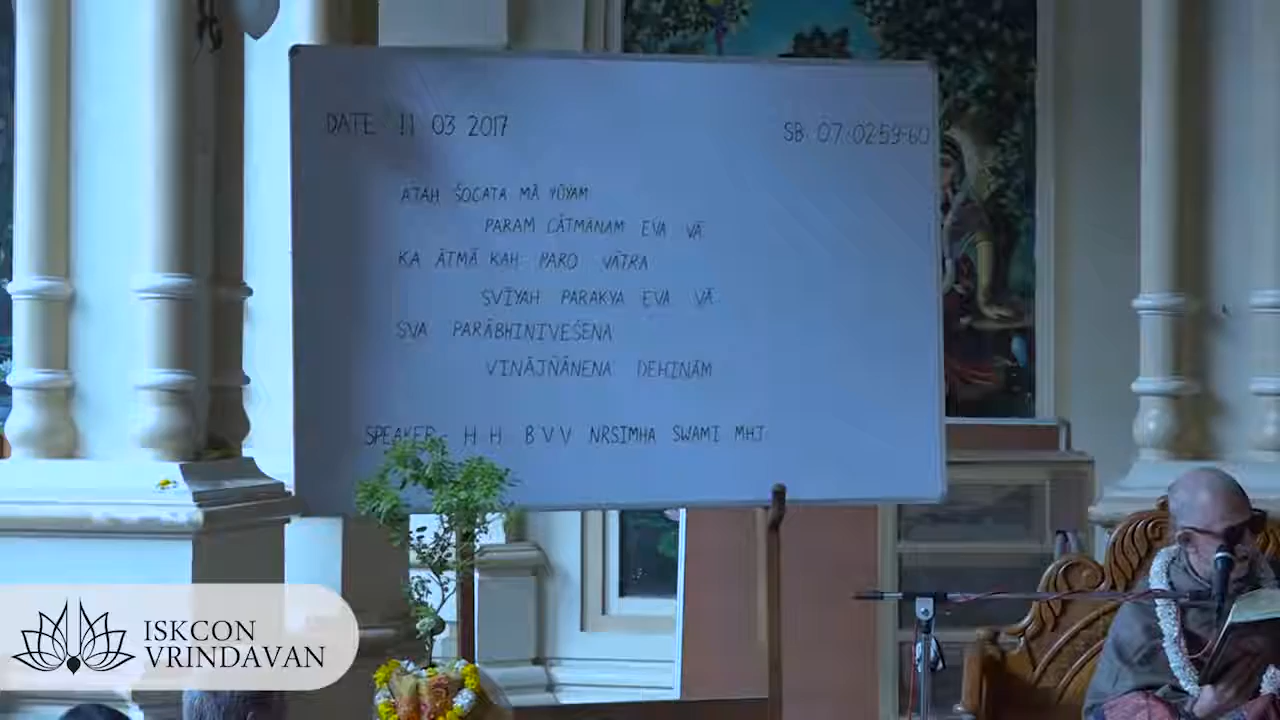 DATE 11 03 2017
SB 07.02.59-60
ATAH ŚOCATA MĀ YŪYAM
PARAM CĀTMĀNAM EVA VĀ
KA ĀTMĀ KAH PARO VĀTRA
SVĪYAH PARAKYA EVA VĀ
SVA PARĀBHINIVEŚENA
VINĀJÑĀNENA DEHINĀM
SPEAKER H H B V V NRSIMHA SWAMI MHJ
ISKCON
VRINDAVAN